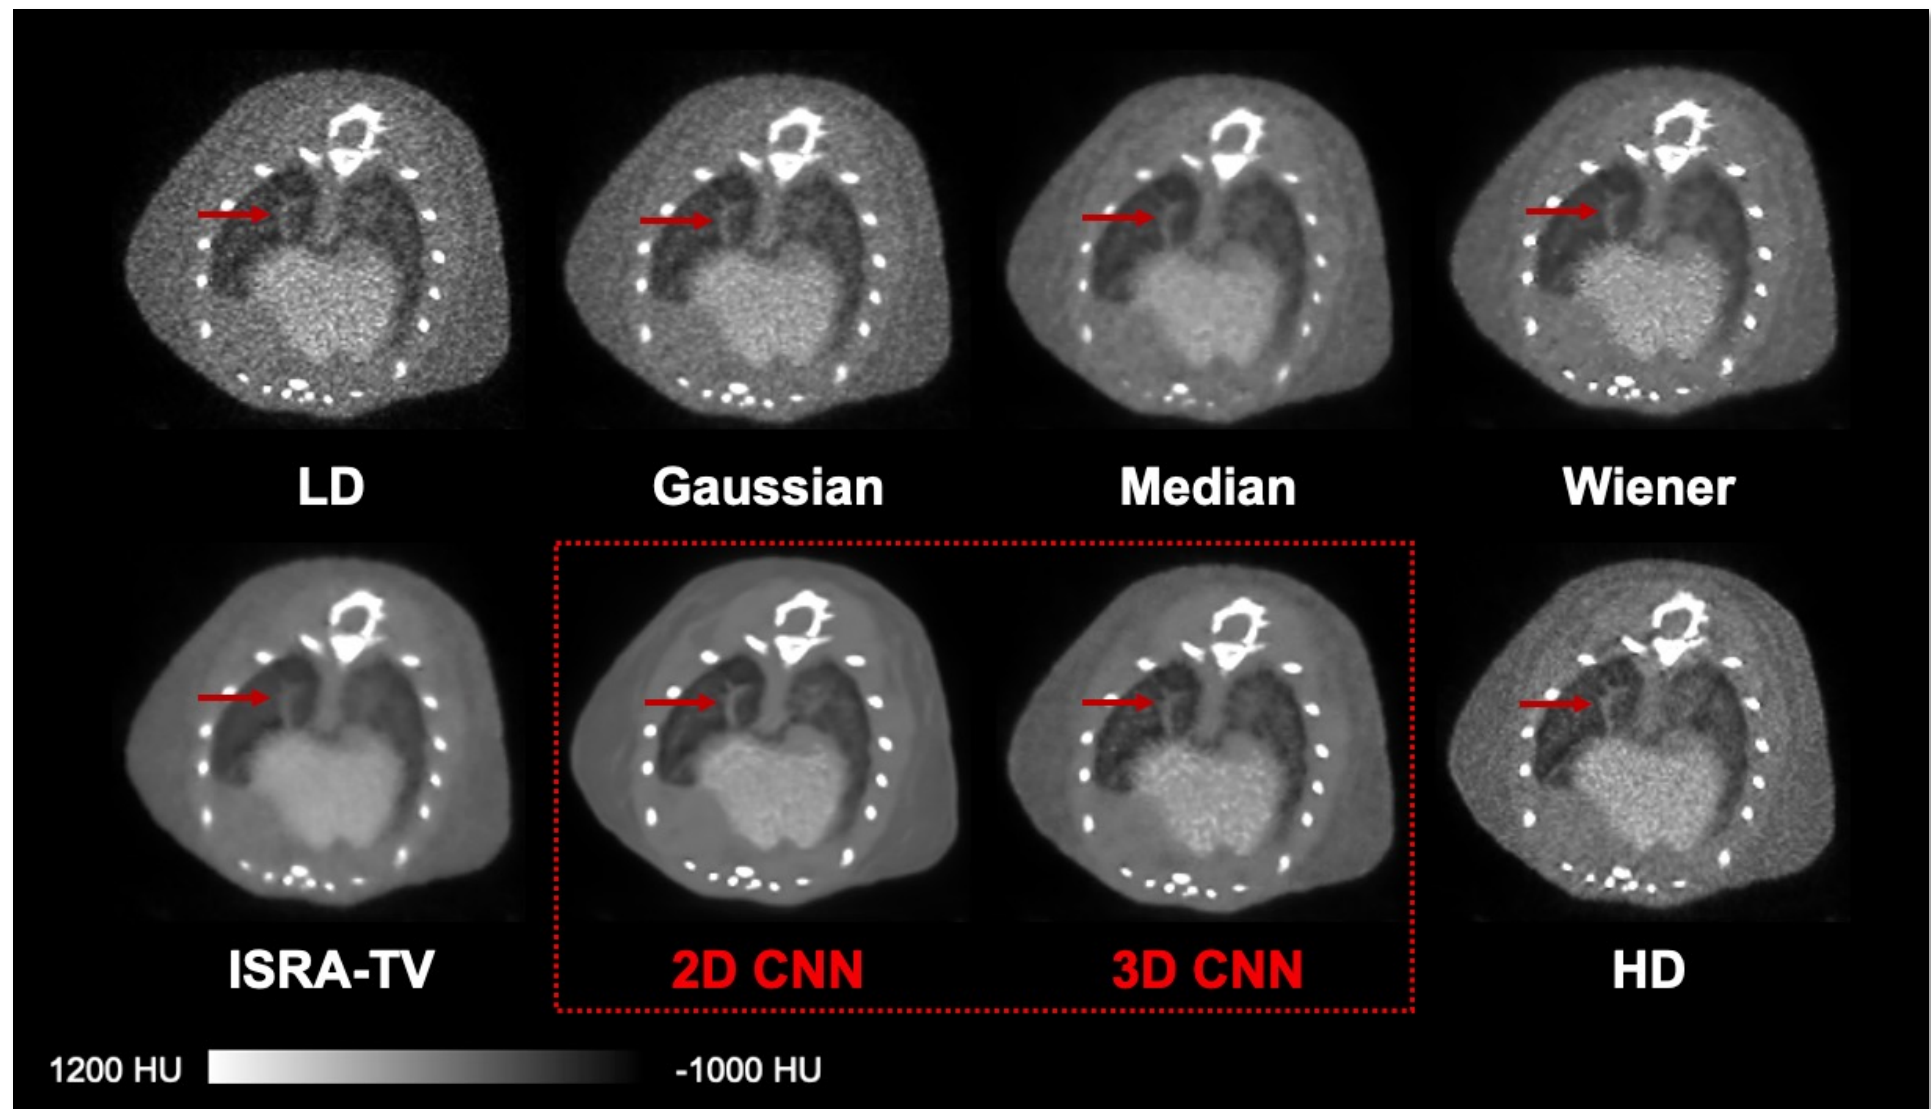 LD
Gaussian
Median
Wiener
ISRA-TV
2D CNN
3D CNN
HD
1200 HU
-1000 HU